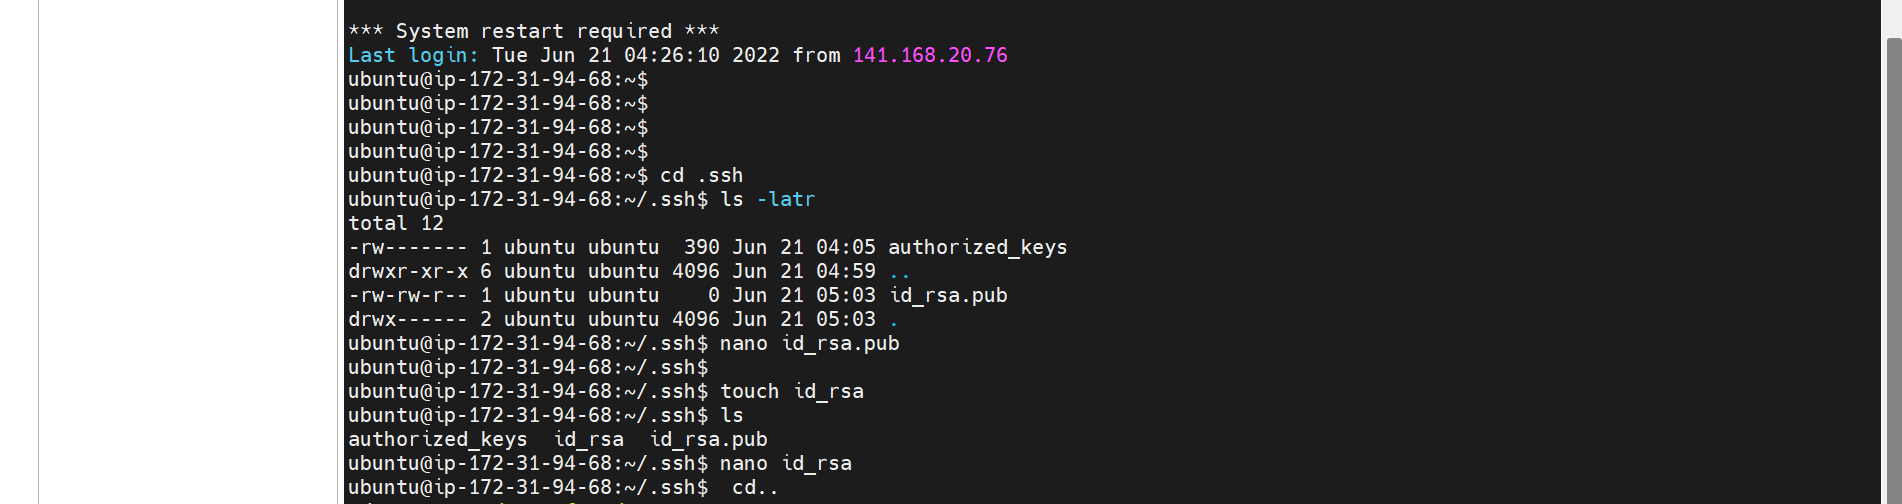 *** System restart required ***
Last login: Tue Jun 21 04:26:10 2022 from 141.168.20.76
ubuntu@ip-172-31-94-68:~$
ubuntu@ip-172-31-94-68:~$
ubuntu@ip-172-31-94-68:~$
ubuntu@ip-172-31-94-68:~$
ubuntu@ip-172-31-94-68:~$ cd .ssh
ubuntu@ip-172-31-94-68:~/.ssh$ ls -latr
total 12
-rw------- 1 ubuntu ubuntu  390 Jun 21 04:05 authorized_keys
drwxr-xr-x 6 ubuntu ubuntu 4096 Jun 21 04:59 ..
-rw-rw-r-- 1 ubuntu ubuntu    0 Jun 21 05:03 id_rsa.pub
drwx------ 2 ubuntu ubuntu 4096 Jun 21 05:03 .
ubuntu@ip-172-31-94-68:~/.ssh$ nano id_rsa.pub
ubuntu@ip-172-31-94-68:~/.ssh$
ubuntu@ip-172-31-94-68:~/.ssh$ touch id_rsa
ubuntu@ip-172-31-94-68:~/.ssh$ ls
authorized_keys  id_rsa  id_rsa.pub
ubuntu@ip-172-31-94-68:~/.ssh$ nano id_rsa
ubuntu@ip-172-31-94-68:~/.ssh$  cd..